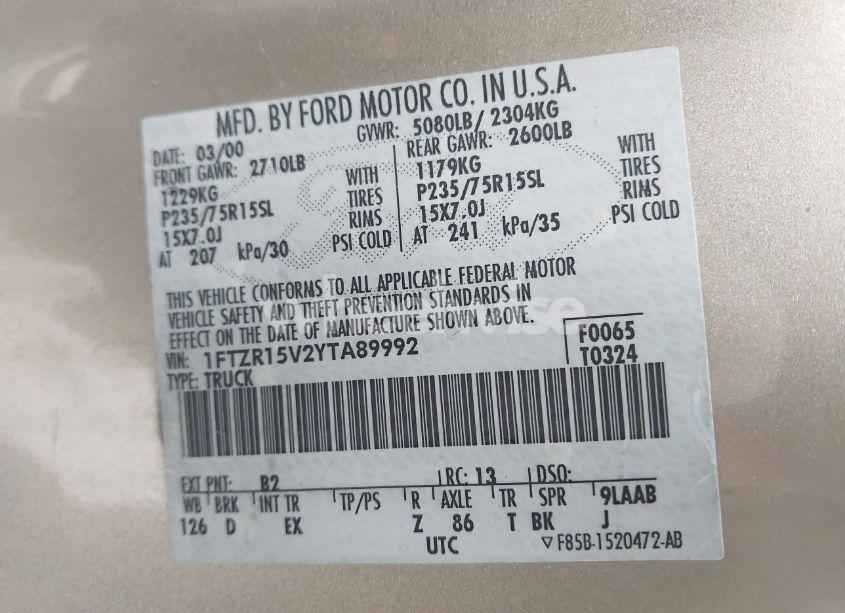 MFD. BY FORD MOTOR CO. IN U.S.A.
DATE: 03/00 GVWR: 5080LB/ 2304KG
FRONT GAWR: 2710LB REAR GAWR: 2600LB
1229KG WITH 1179KG WITH
P235/75R15SL TIRES P235/75R15SL TIRES
15X7.0J RIMS 15X7.0J RIMS
AT 207 kPa/30 PSI COLD AT 241 kPa/35 PSI COLD
THIS VEHICLE CONFORMS TO ALL APPLICABLE FEDERAL MOTOR
VEHICLE SAFETY AND THEFT PREVENTION STANDARDS IN
EFFECT ON THE DATE OF MANUFACTURE SHOWN ABOVE.
VIN: 1FTZR15V2YTA89992 F0065
TYPE: TRUCK T0324
EXT PNT: B2 RC: 13 DSO:
WB BRK INT TR TP/PS R AXLE TR SPR 9LAAB
126 D EX Z 86 T BK J
UTC ▽F85B-1520472-AB